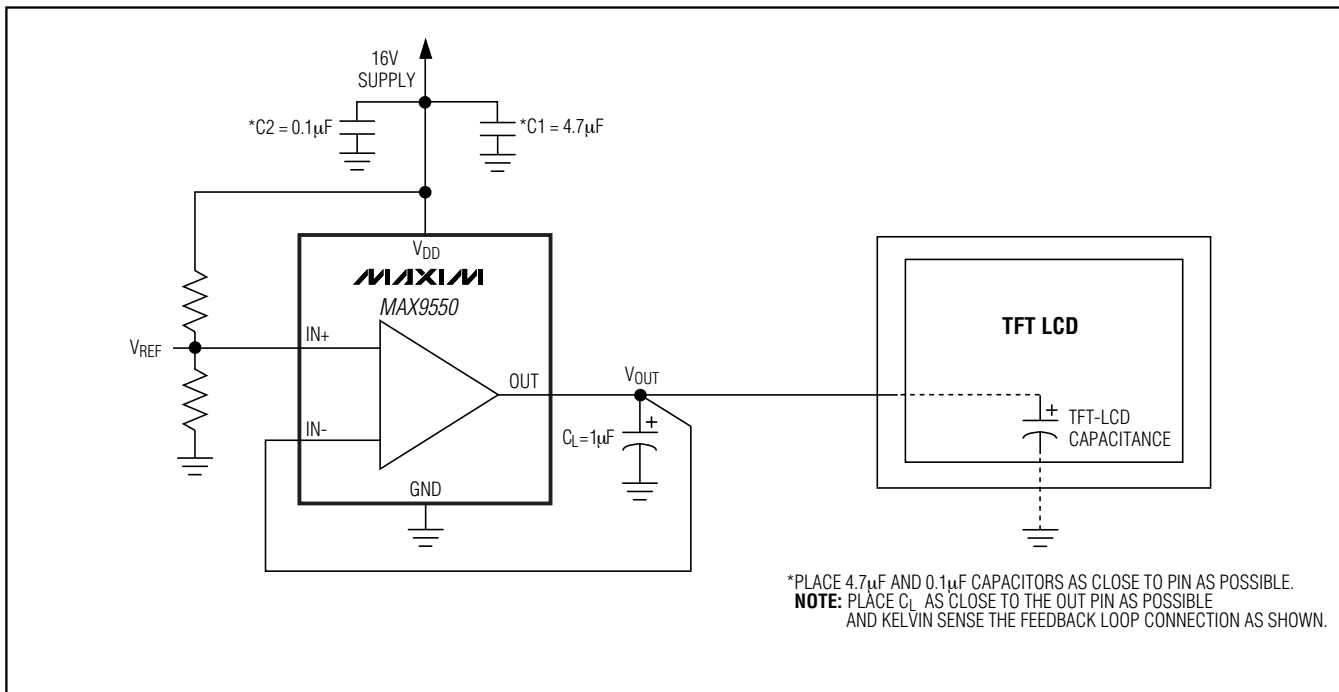 16V
SUPPLY
*C2 = 0.1µF
*C1 = 4.7µF
VDD
MAXIM
MAX9550
IN+
VREF
OUT
VOUT
IN-
CL=1µF
+
GND
TFT LCD
+
TFT-LCD
CAPACITANCE
*PLACE 4.7µF AND 0.1µF CAPACITORS AS CLOSE TO PIN AS POSSIBLE.
NOTE: PLACE CL AS CLOSE TO THE OUT PIN AS POSSIBLE
AND KELVIN SENSE THE FEEDBACK LOOP CONNECTION AS SHOWN.